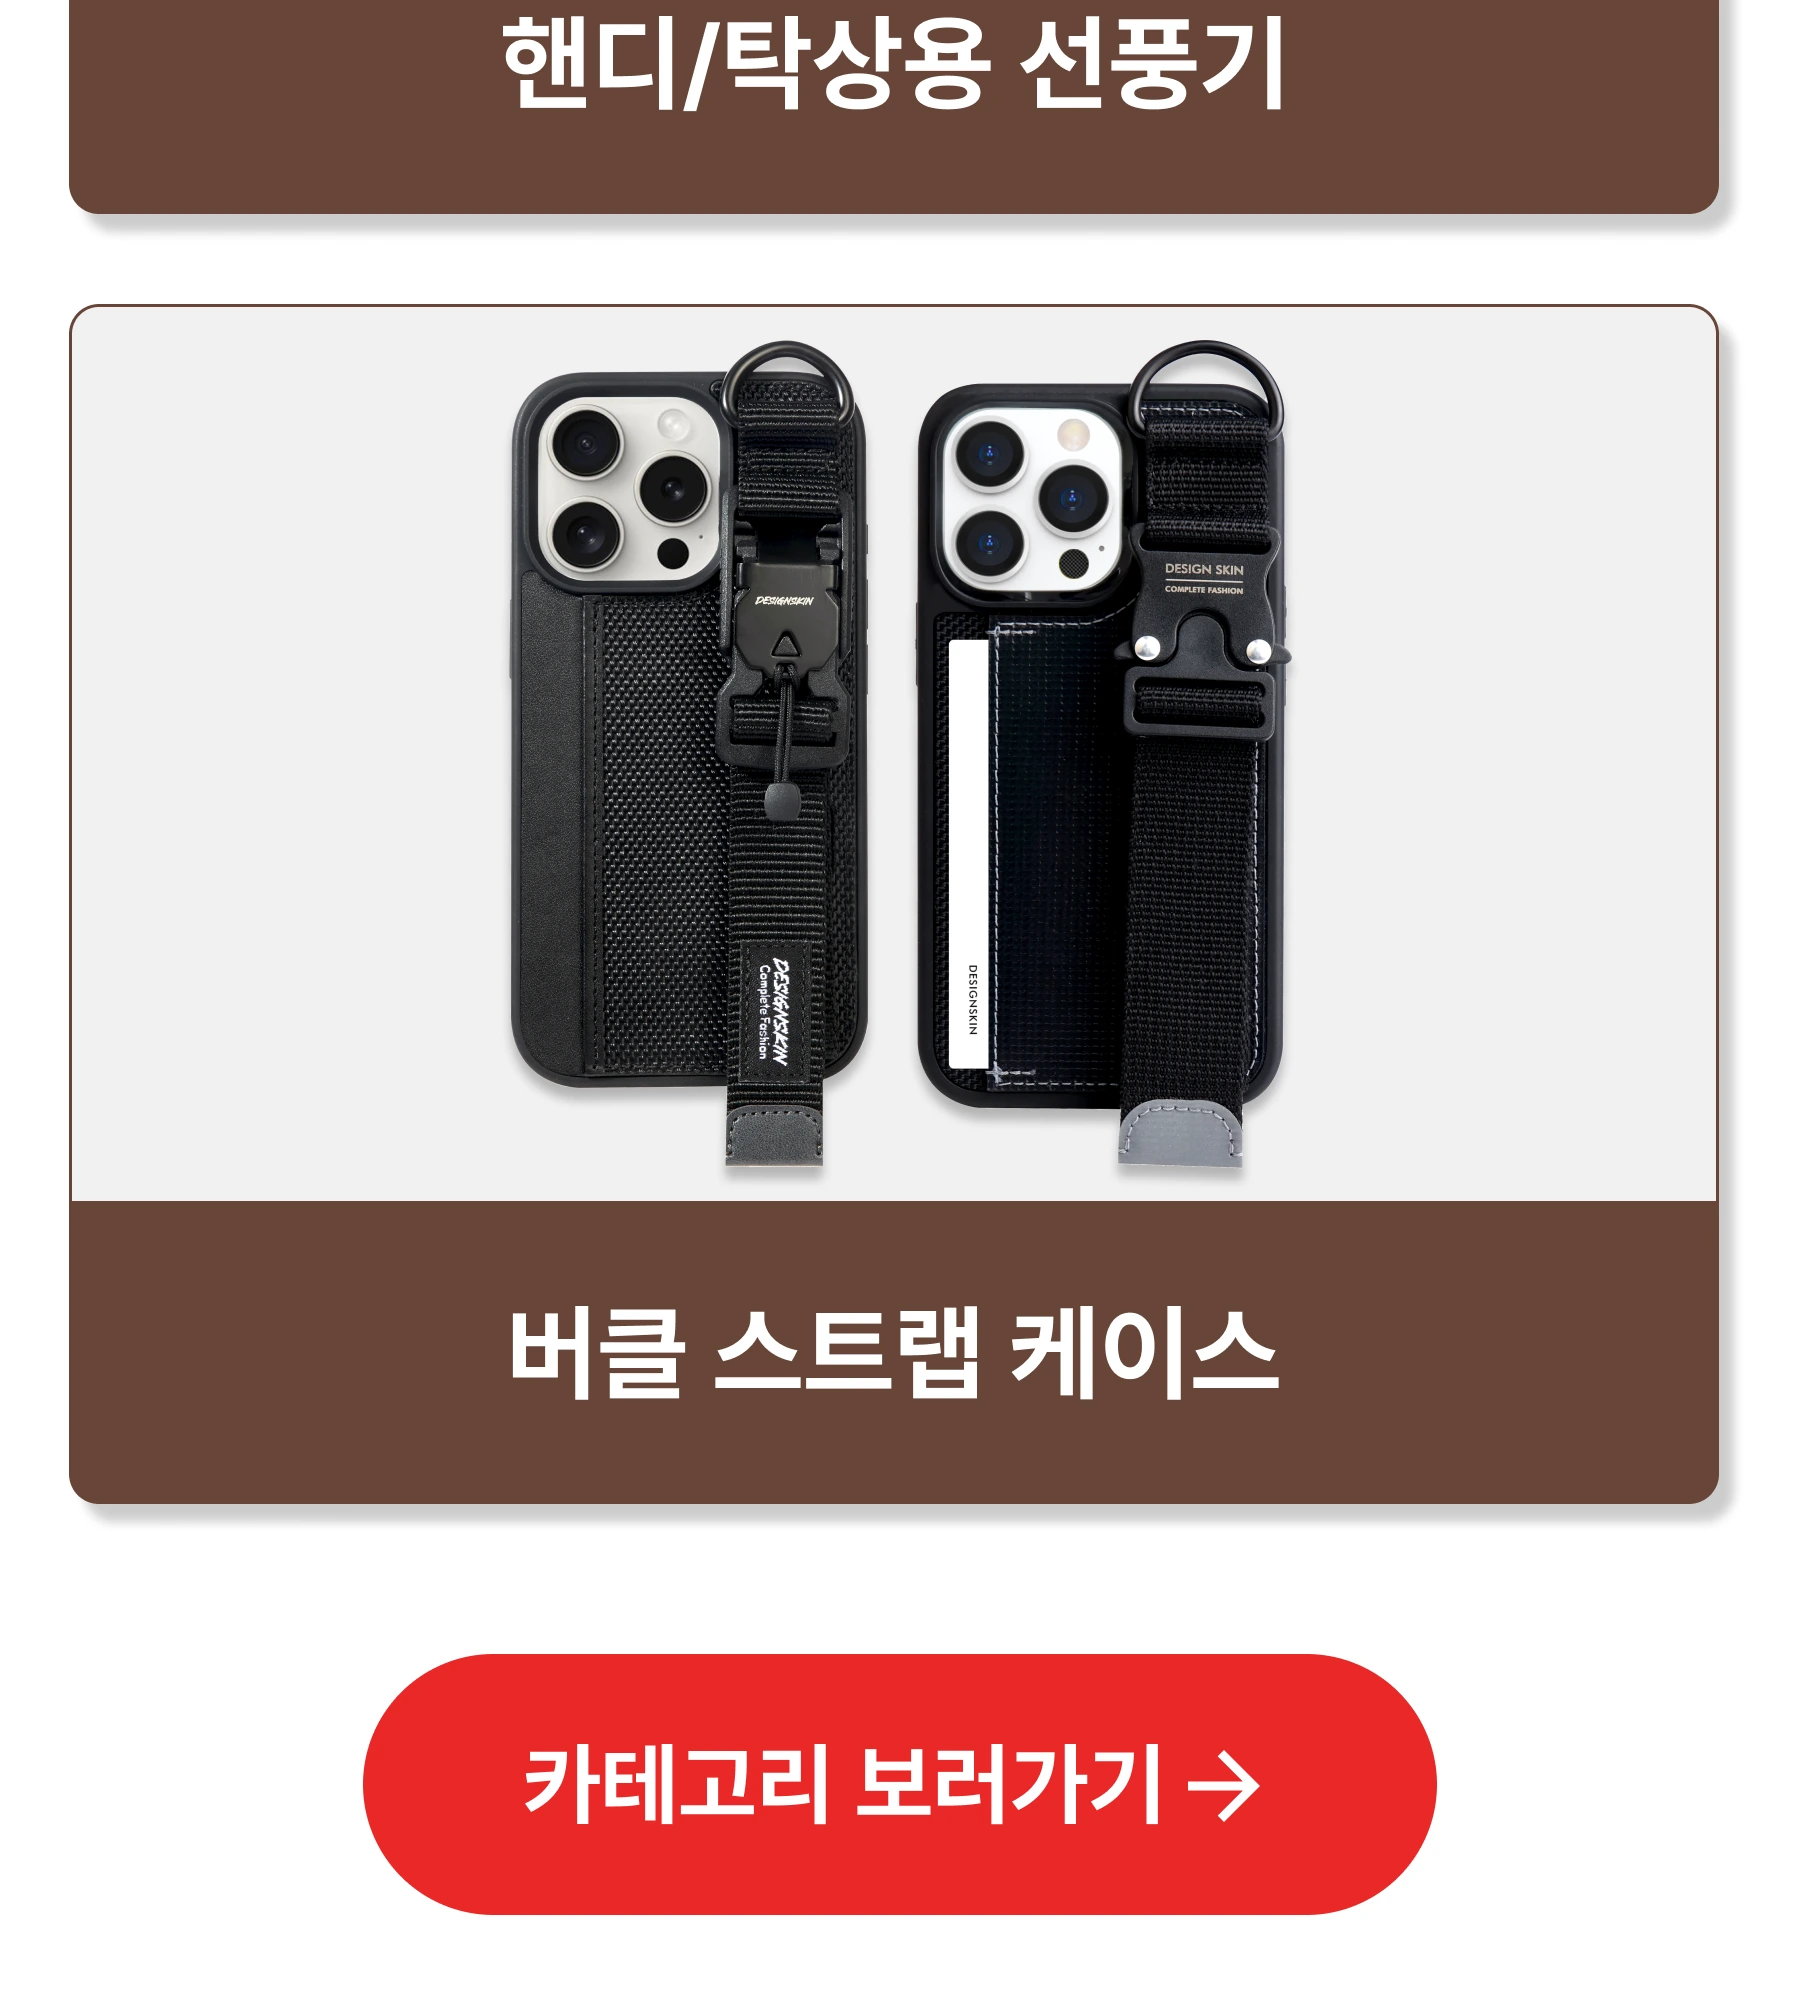 핸디/탁상용 선풍기
DESIGNSKIN
DESIGNSKIN
Complete Fashion
DESIGN SKIN
COMPLETE FASHION
DESIGNSKIN
버클 스트랩 케이스
카테고리 보러가기 →